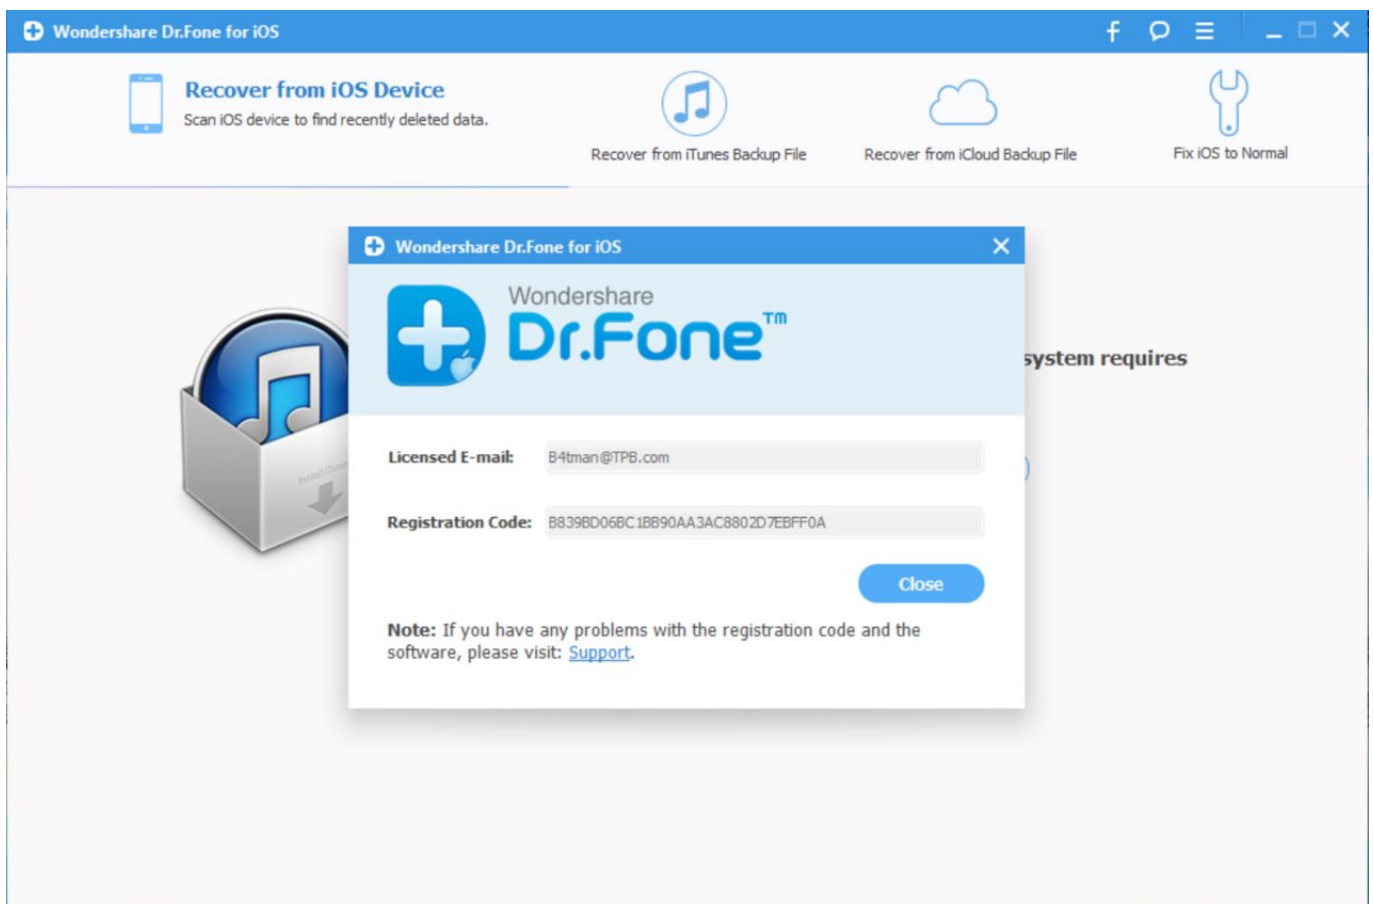 Wondershare Dr.Fone for iOS
Recover from iOS Device
Scan iOS device to find recently deleted data.
Recover from iTunes Backup File
Recover from iCloud Backup File
Fix iOS to Normal
Wondershare Dr.Fone for iOS
Wondershare
Dr.Fone™
system requires
Licensed E-mail:
B4tman@TPB.com
Registration Code:
B839BD06BC1BB90AA3AC8802D7EBFF0A
Close
Note: If you have any problems with the registration code and the
software, please visit: Support.
Install iTunes